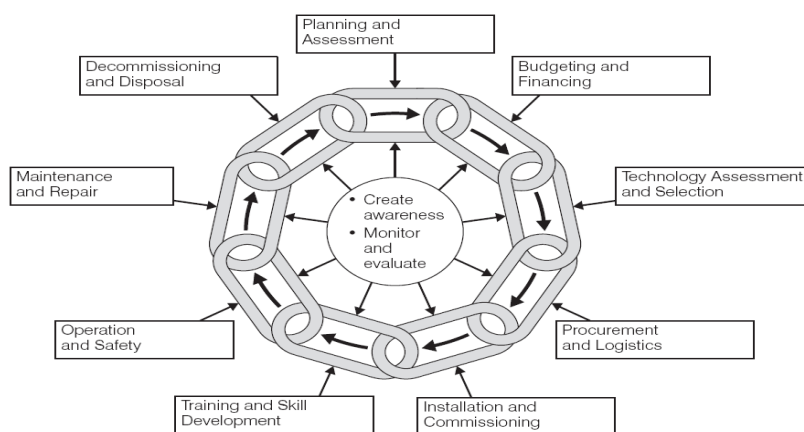 Planning and
Assessment
Budgeting and
Financing
Technology Assessment
and Selection
Procurement
and Logistics
Installation and
Commissioning
Training and Skill
Development
Operation
and Safety
Maintenance
and Repair
Decommissioning
and Disposal
• Create
awareness
• Monitor
and
evaluate